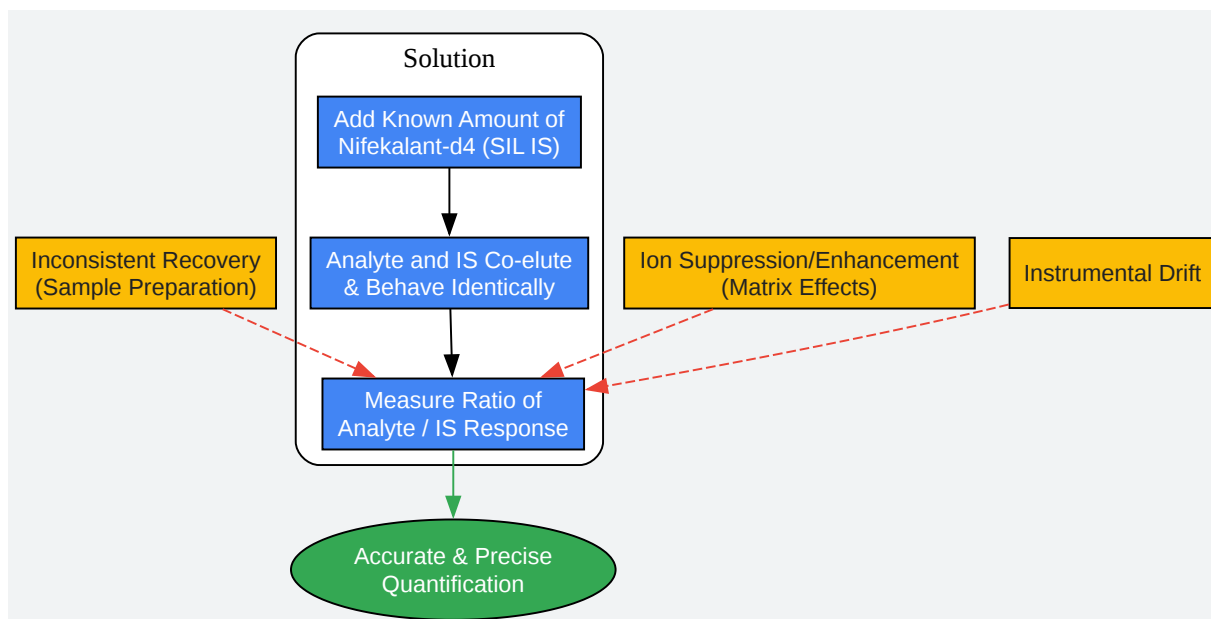 Solution
Add Known Amount of
Nifekalant-d4 (SIL IS)
Inconsistent Recovery
(Sample Preparation)
Analyte and IS Co-elute
& Behave Identically
Ion Suppression/Enhancement
(Matrix Effects)
Instrumental Drift
Measure Ratio of
Analyte / IS Response
Accurate & Precise
Quantification